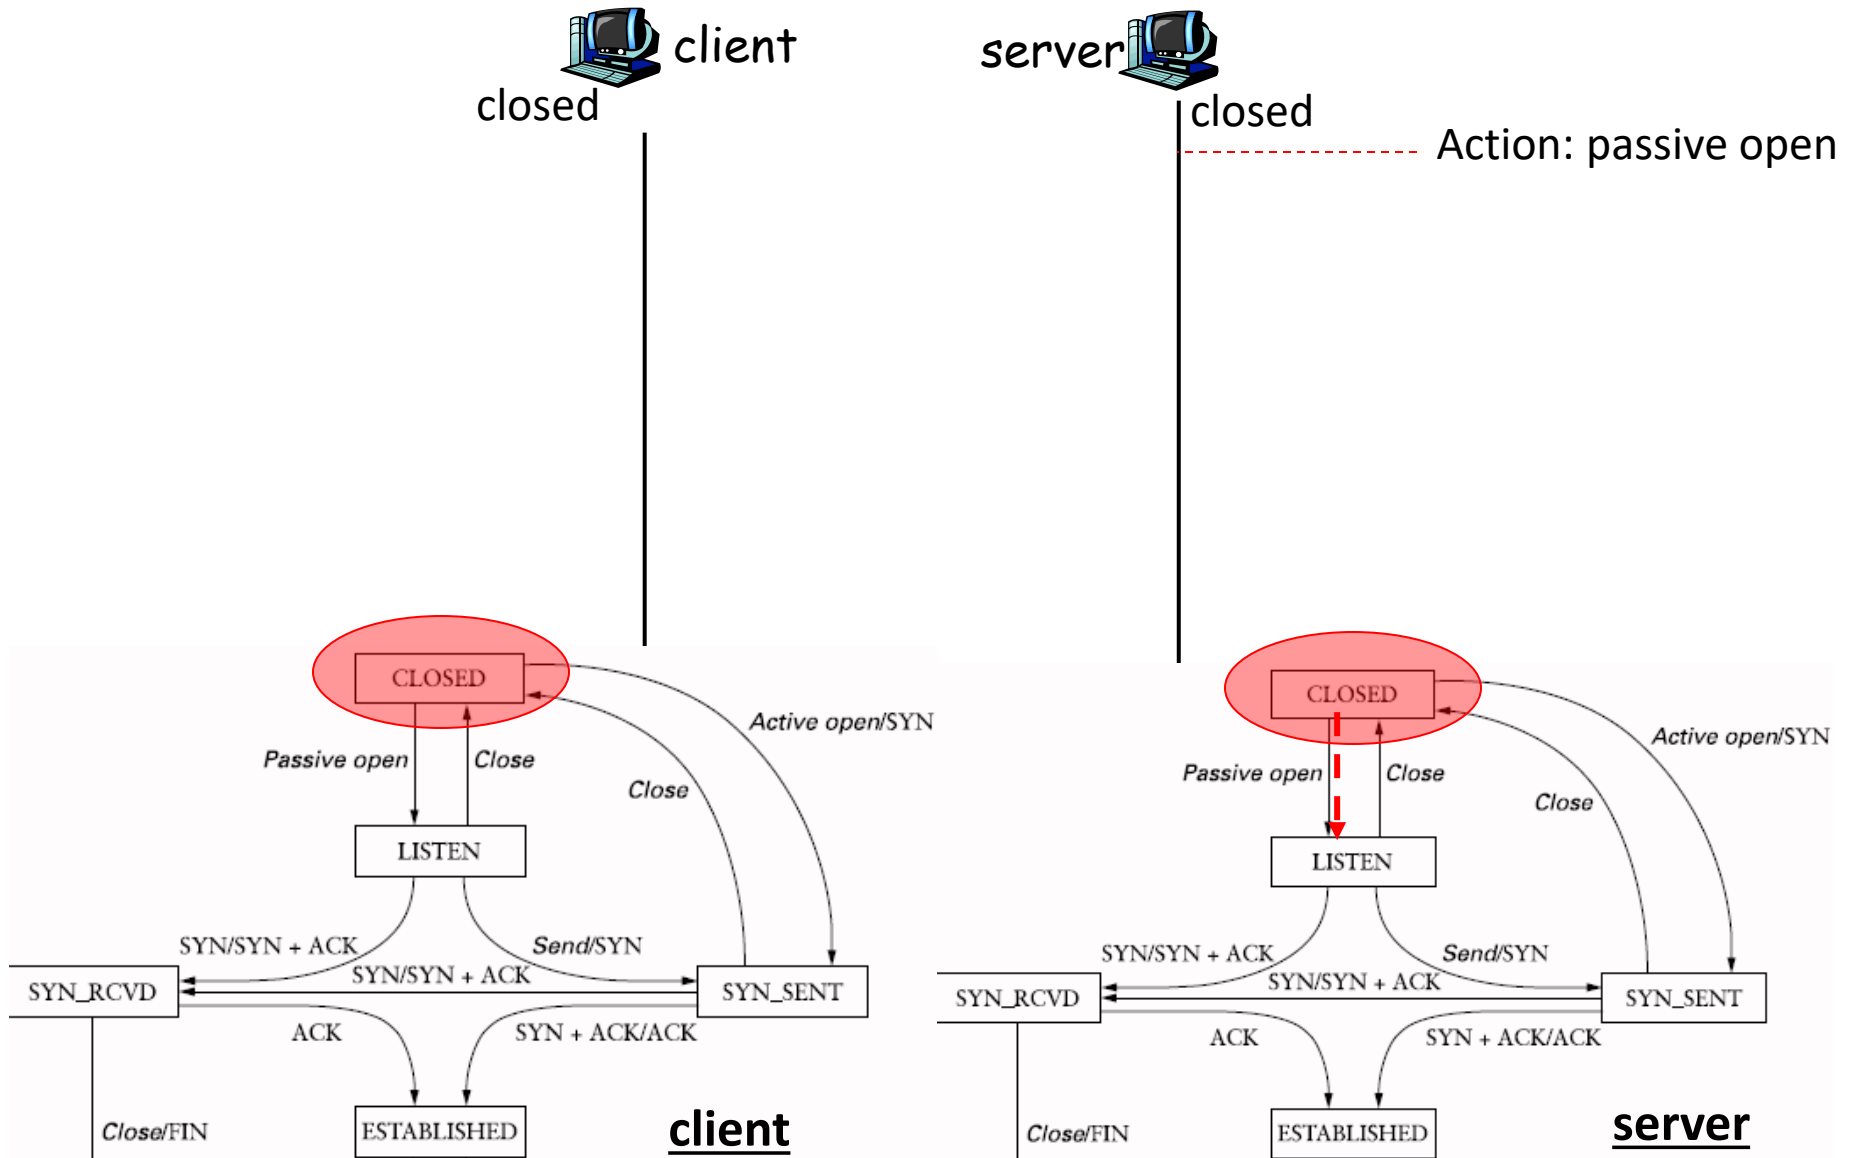 client
server
closed
closed
Action: passive open
CLOSED
Active open/SYN
Passive open
Close
Close
LISTEN
SYN/SYN + ACK
Send/SYN
SYN/SYN + ACK
SYN_RCVD
SYN_SENT
ACK
SYN + ACK/ACK
Close/FIN
ESTABLISHED
client
CLOSED
Active open/SYN
Passive open
Close
Close
LISTEN
SYN/SYN + ACK
Send/SYN
SYN/SYN + ACK
SYN_RCVD
SYN_SENT
ACK
SYN + ACK/ACK
Close/FIN
ESTABLISHED
server